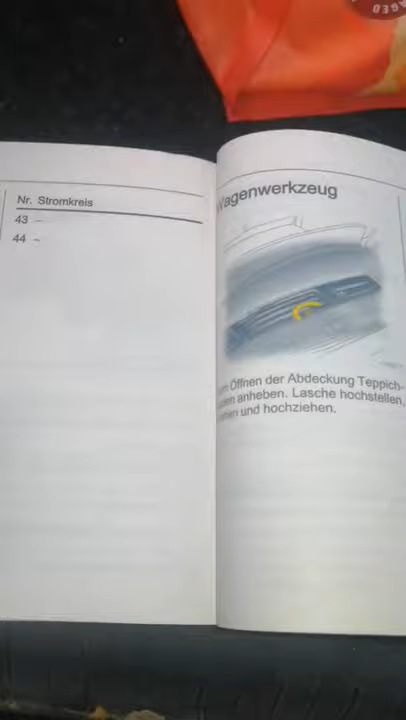 Nr. Stromkreis
43 –
44 –
Wagenwerkzeug
Öffnen der Abdeckung Teppich-
anheben. Lasche hochstellen,
und hochziehen.